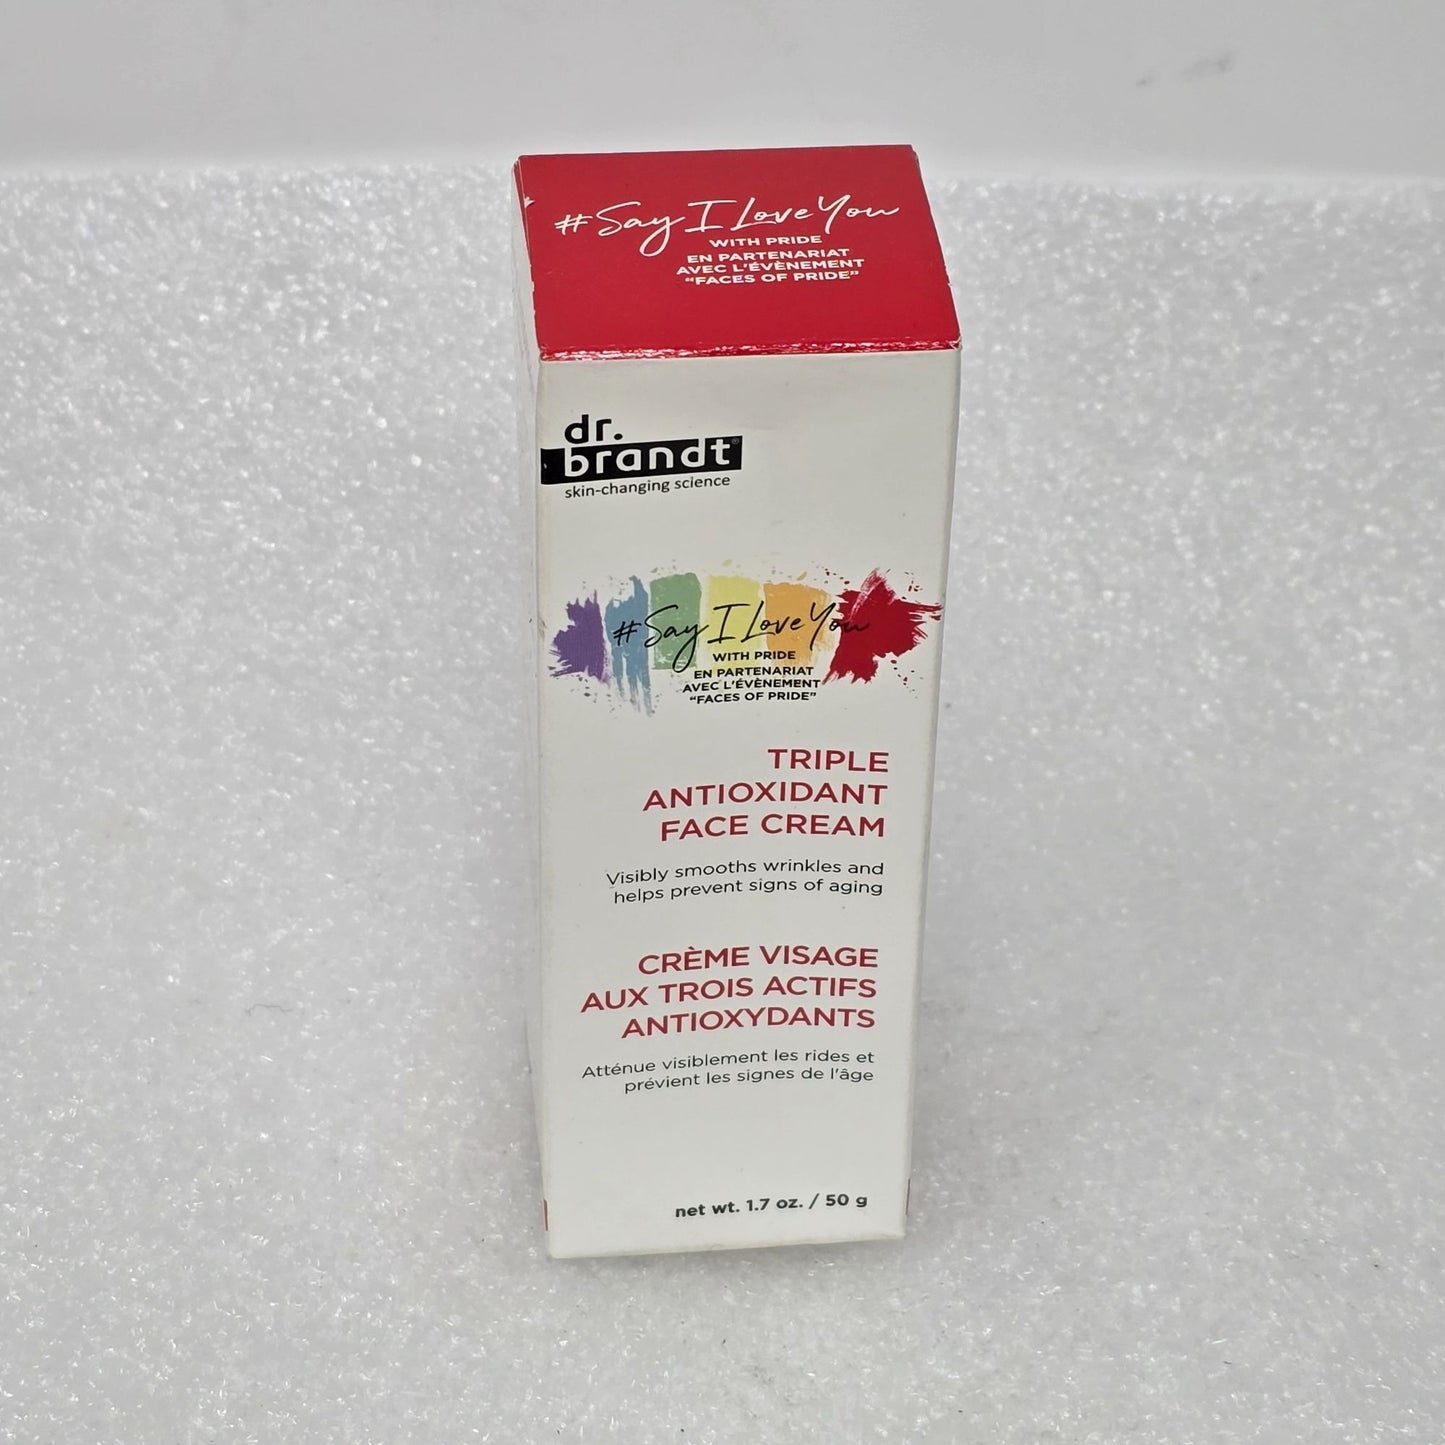 #Say I Love You
WITH PRIDE
EN PARTENARIAT
AVEC L'ÉVÈNEMENT
"FACES OF PRIDE"
dr.
brandt®
skin-changing science
#Say I Love You
WITH PRIDE
EN PARTENARIAT
AVEC L'ÉVÈNEMENT
"FACES OF PRIDE"
TRIPLE
ANTIOXIDANT
FACE CREAM
Visibly smooths wrinkles and
helps prevent signs of aging
CRÈME VISAGE
AUX TROIS ACTIFS
ANTIOXYDANTS
Atténue visiblement les rides et
prévient les signes de l'âge
net wt. 1.7 oz. / 50 g